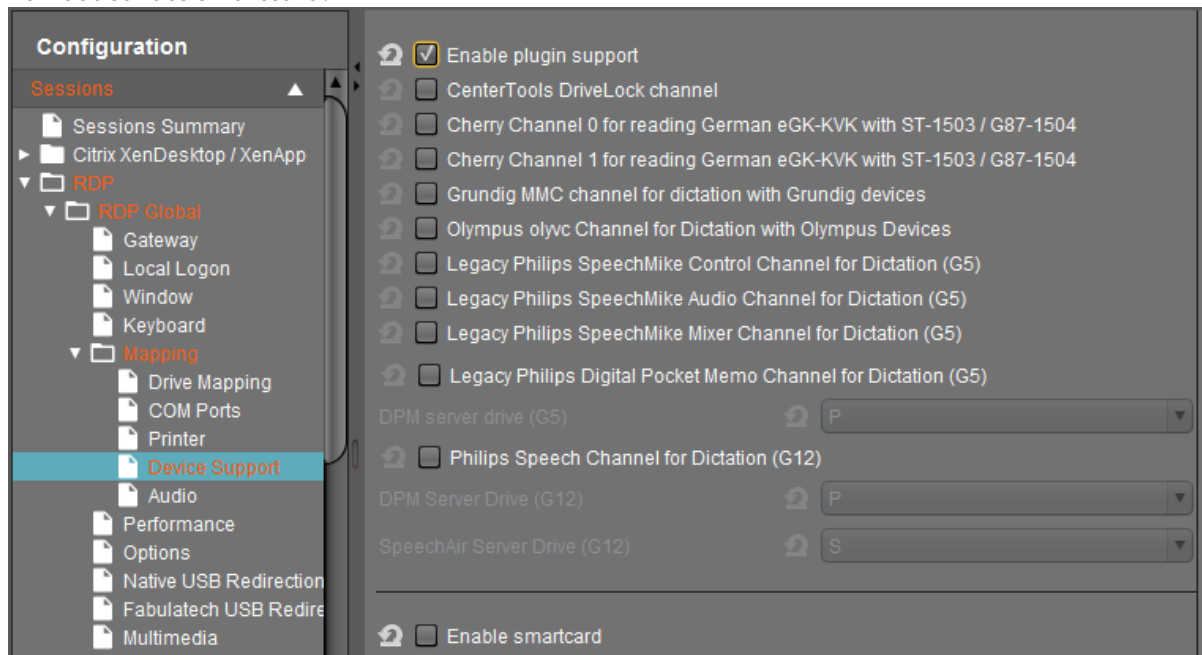 Configuration
Sessions
Sessions Summary
Citrix XenDesktop / XenApp
RDP
RDP Global
Gateway
Local Logon
Window
Keyboard
Mapping
Drive Mapping
COM Ports
Printer
Device Support
Audio
Performance
Options
Native USB Redirection
Fabulatech USB Redire
Multimedia
Enable plugin support
CenterTools DriveLock channel
Cherry Channel 0 for reading German eGK-KVK with ST-1503 / G87-1504
Cherry Channel 1 for reading German eGK-KVK with ST-1503 / G87-1504
Grundig MMC channel for dictation with Grundig devices
Olympus olyvc Channel for Dictation with Olympus Devices
Legacy Philips SpeechMike Control Channel for Dictation (G5)
Legacy Philips SpeechMike Audio Channel for Dictation (G5)
Legacy Philips SpeechMike Mixer Channel for Dictation (G5)
Legacy Philips Digital Pocket Memo Channel for Dictation (G5)
DPM server drive (G5) P
Philips Speech Channel for Dictation (G12)
DPM Server Drive (G12) P
SpeechAir Server Drive (G12) S
Enable smartcard